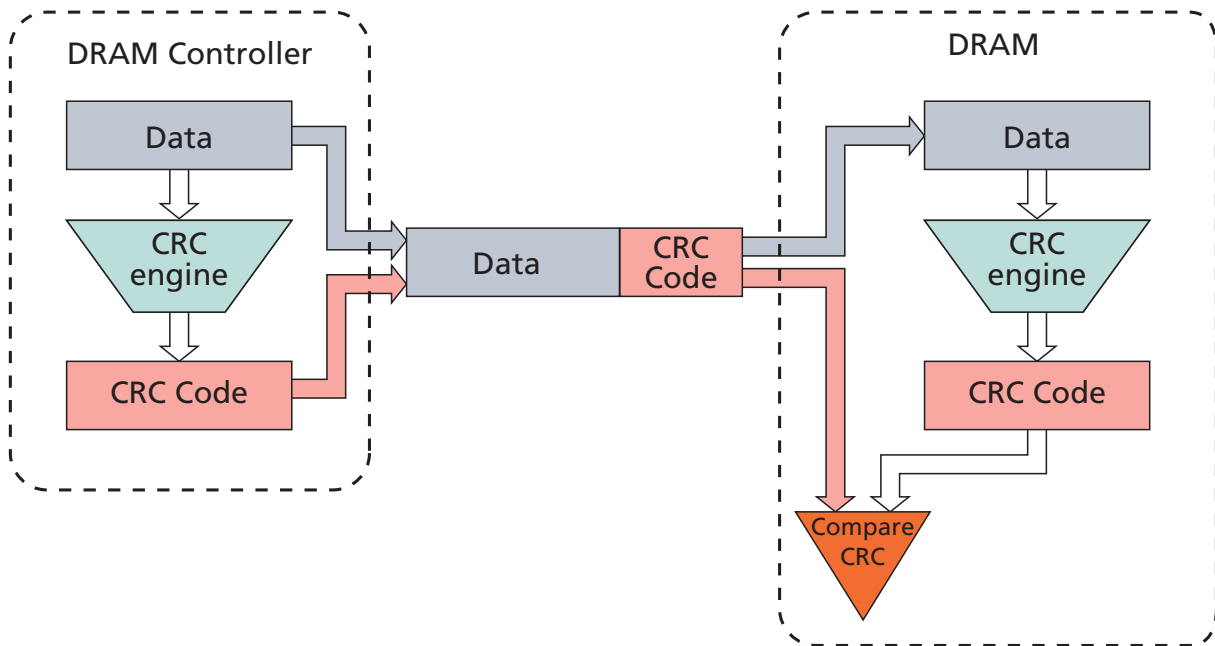 DRAM Controller
Data
CRC
engine
CRC Code
Data
CRC
Code
DRAM
Data
CRC
engine
CRC Code
Compare
CRC